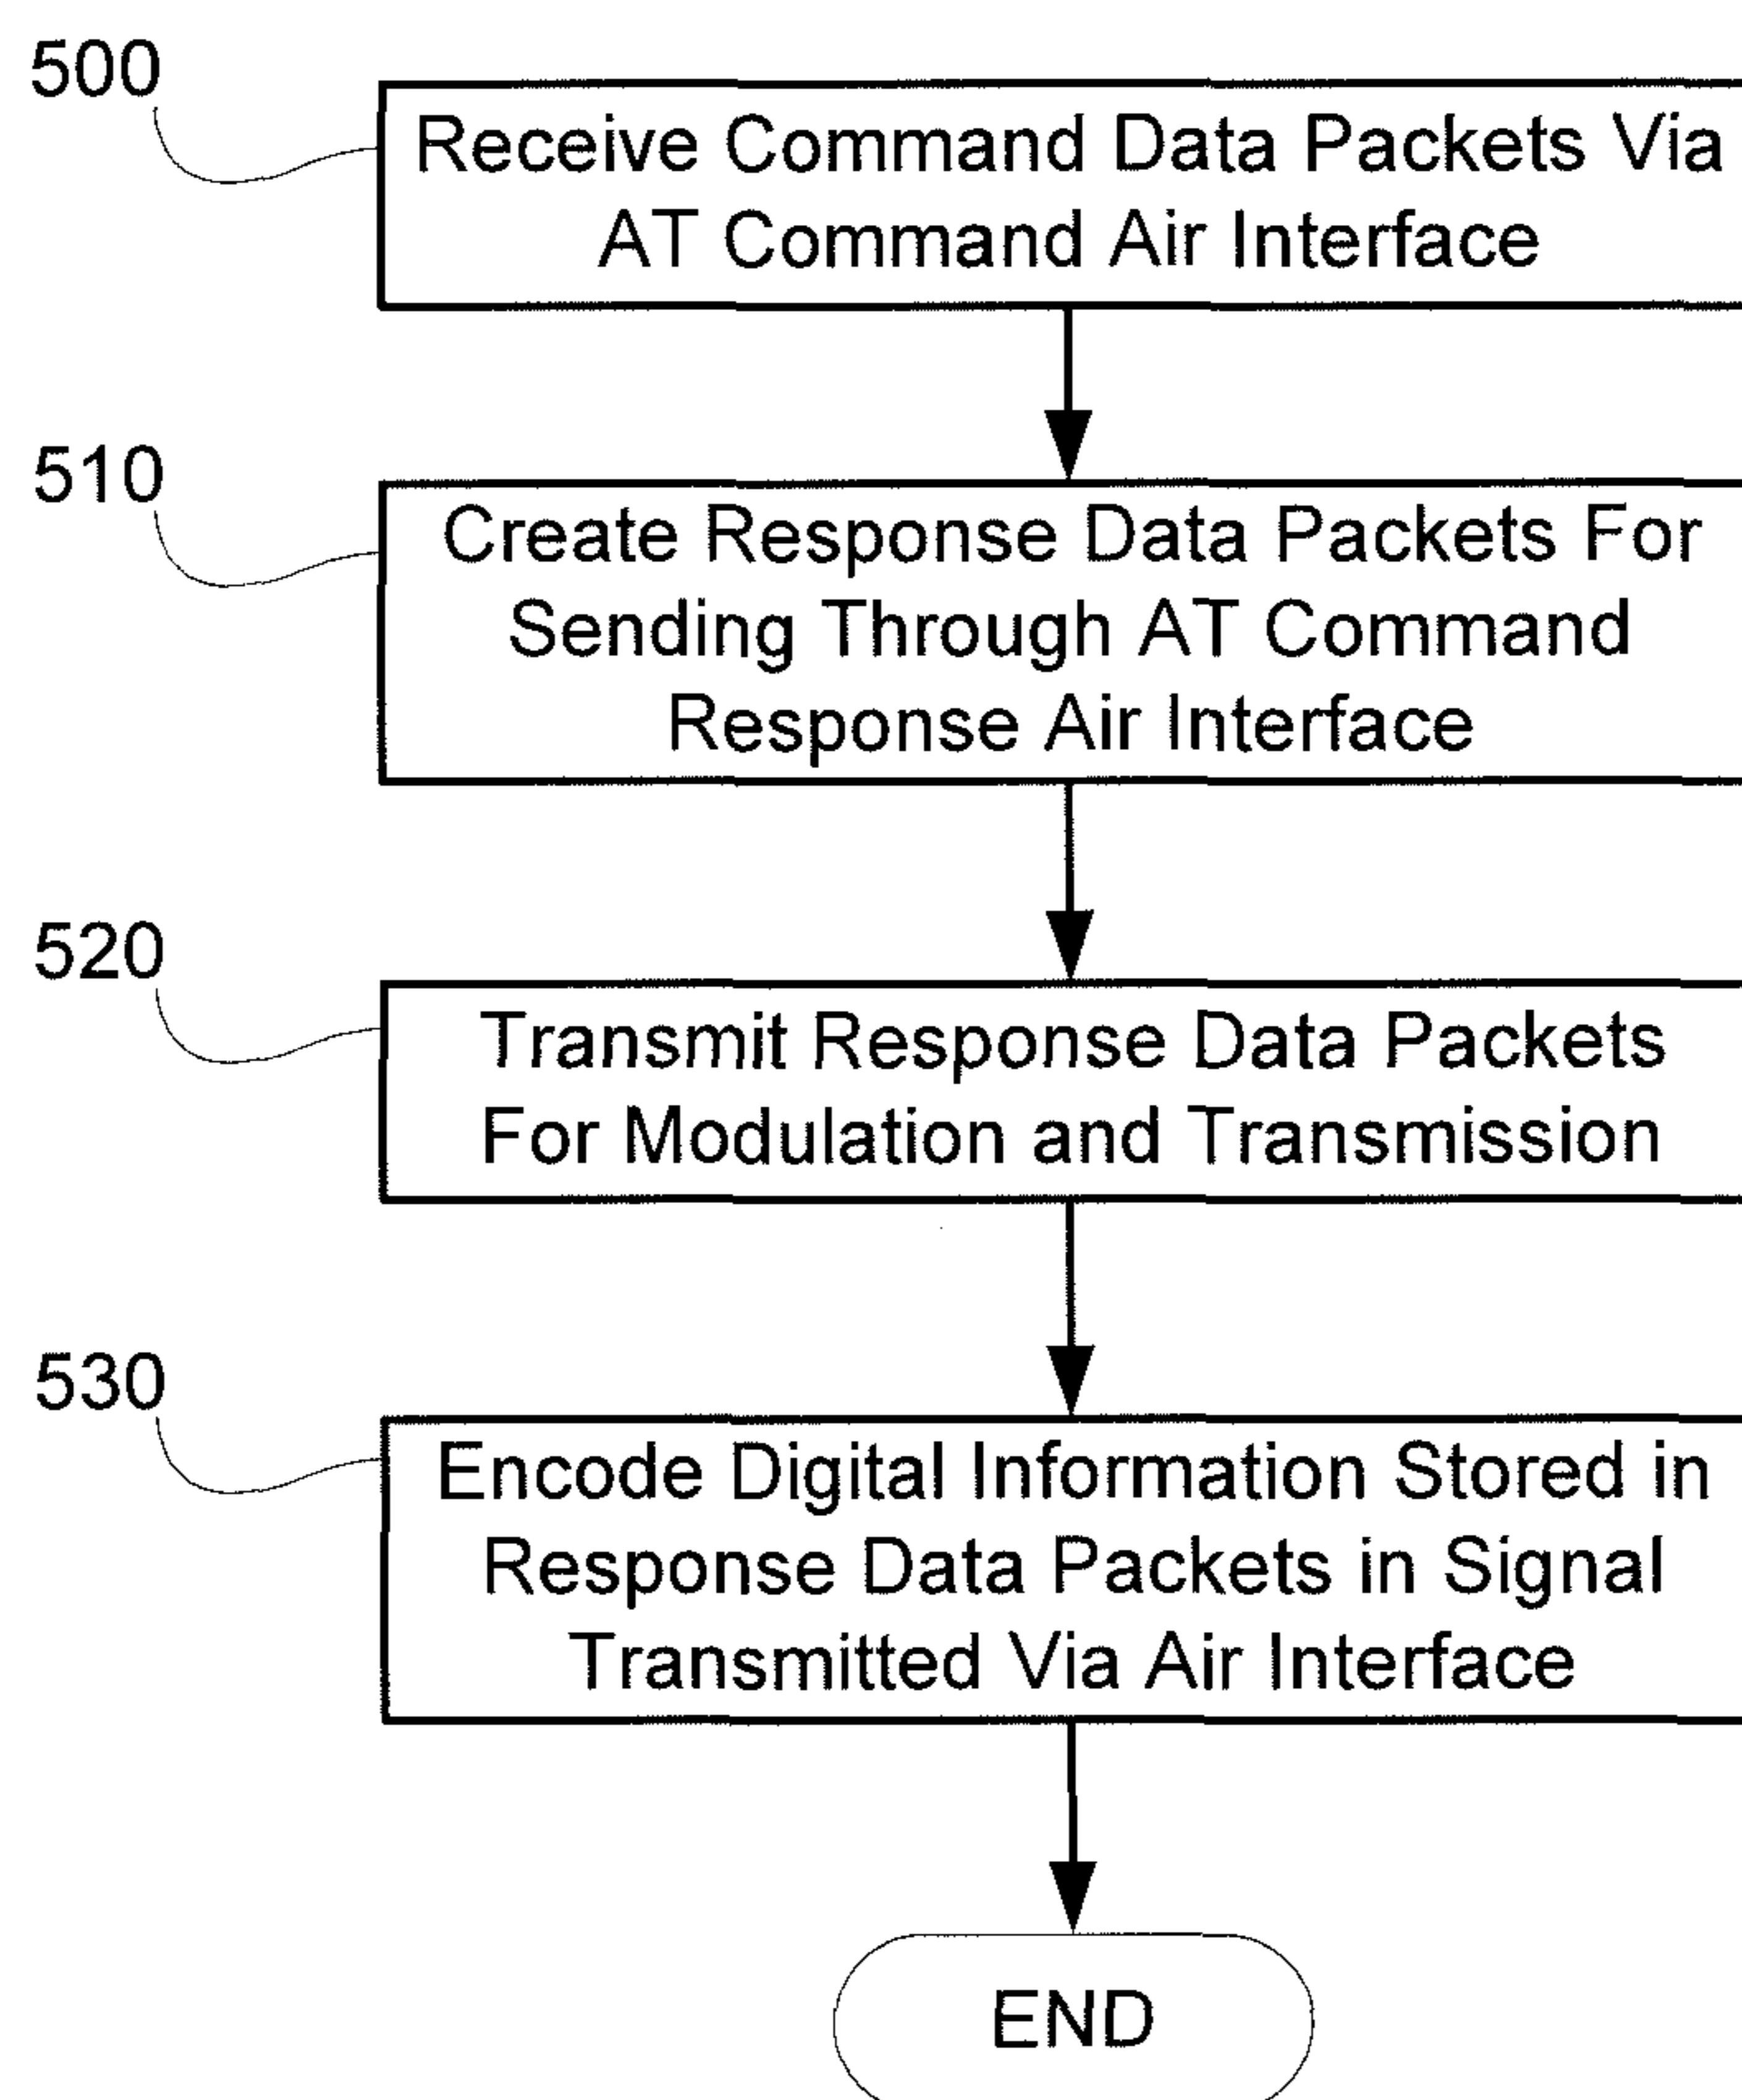 500
Receive Command Data Packets Via
AT Command Air Interface
510
Create Response Data Packets For
Sending Through AT Command
Response Air Interface
520
Transmit Response Data Packets
For Modulation and Transmission
530
Encode Digital Information Stored in
Response Data Packets in Signal
Transmitted Via Air Interface
END